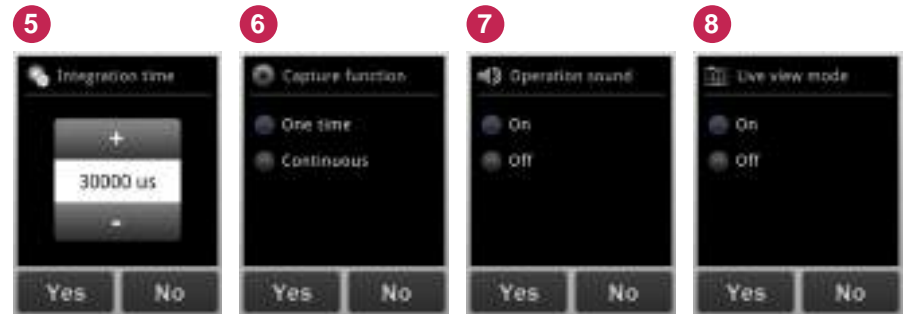 5
Integration time
+
30000 us
-
Yes No
6
Capture function
One time
Continuous
Yes No
7
Operation sound
On
Off
Yes No
8
Live view mode
On
Off
Yes No